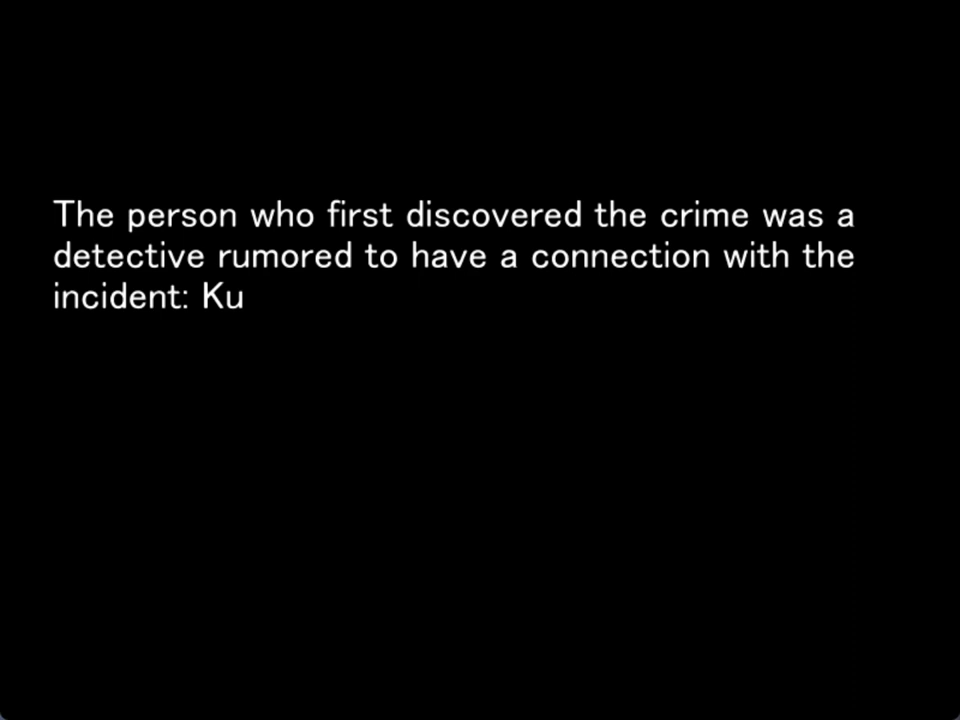 The person who first discovered the crime was a
detective rumored to have a connection with the
incident: Ku